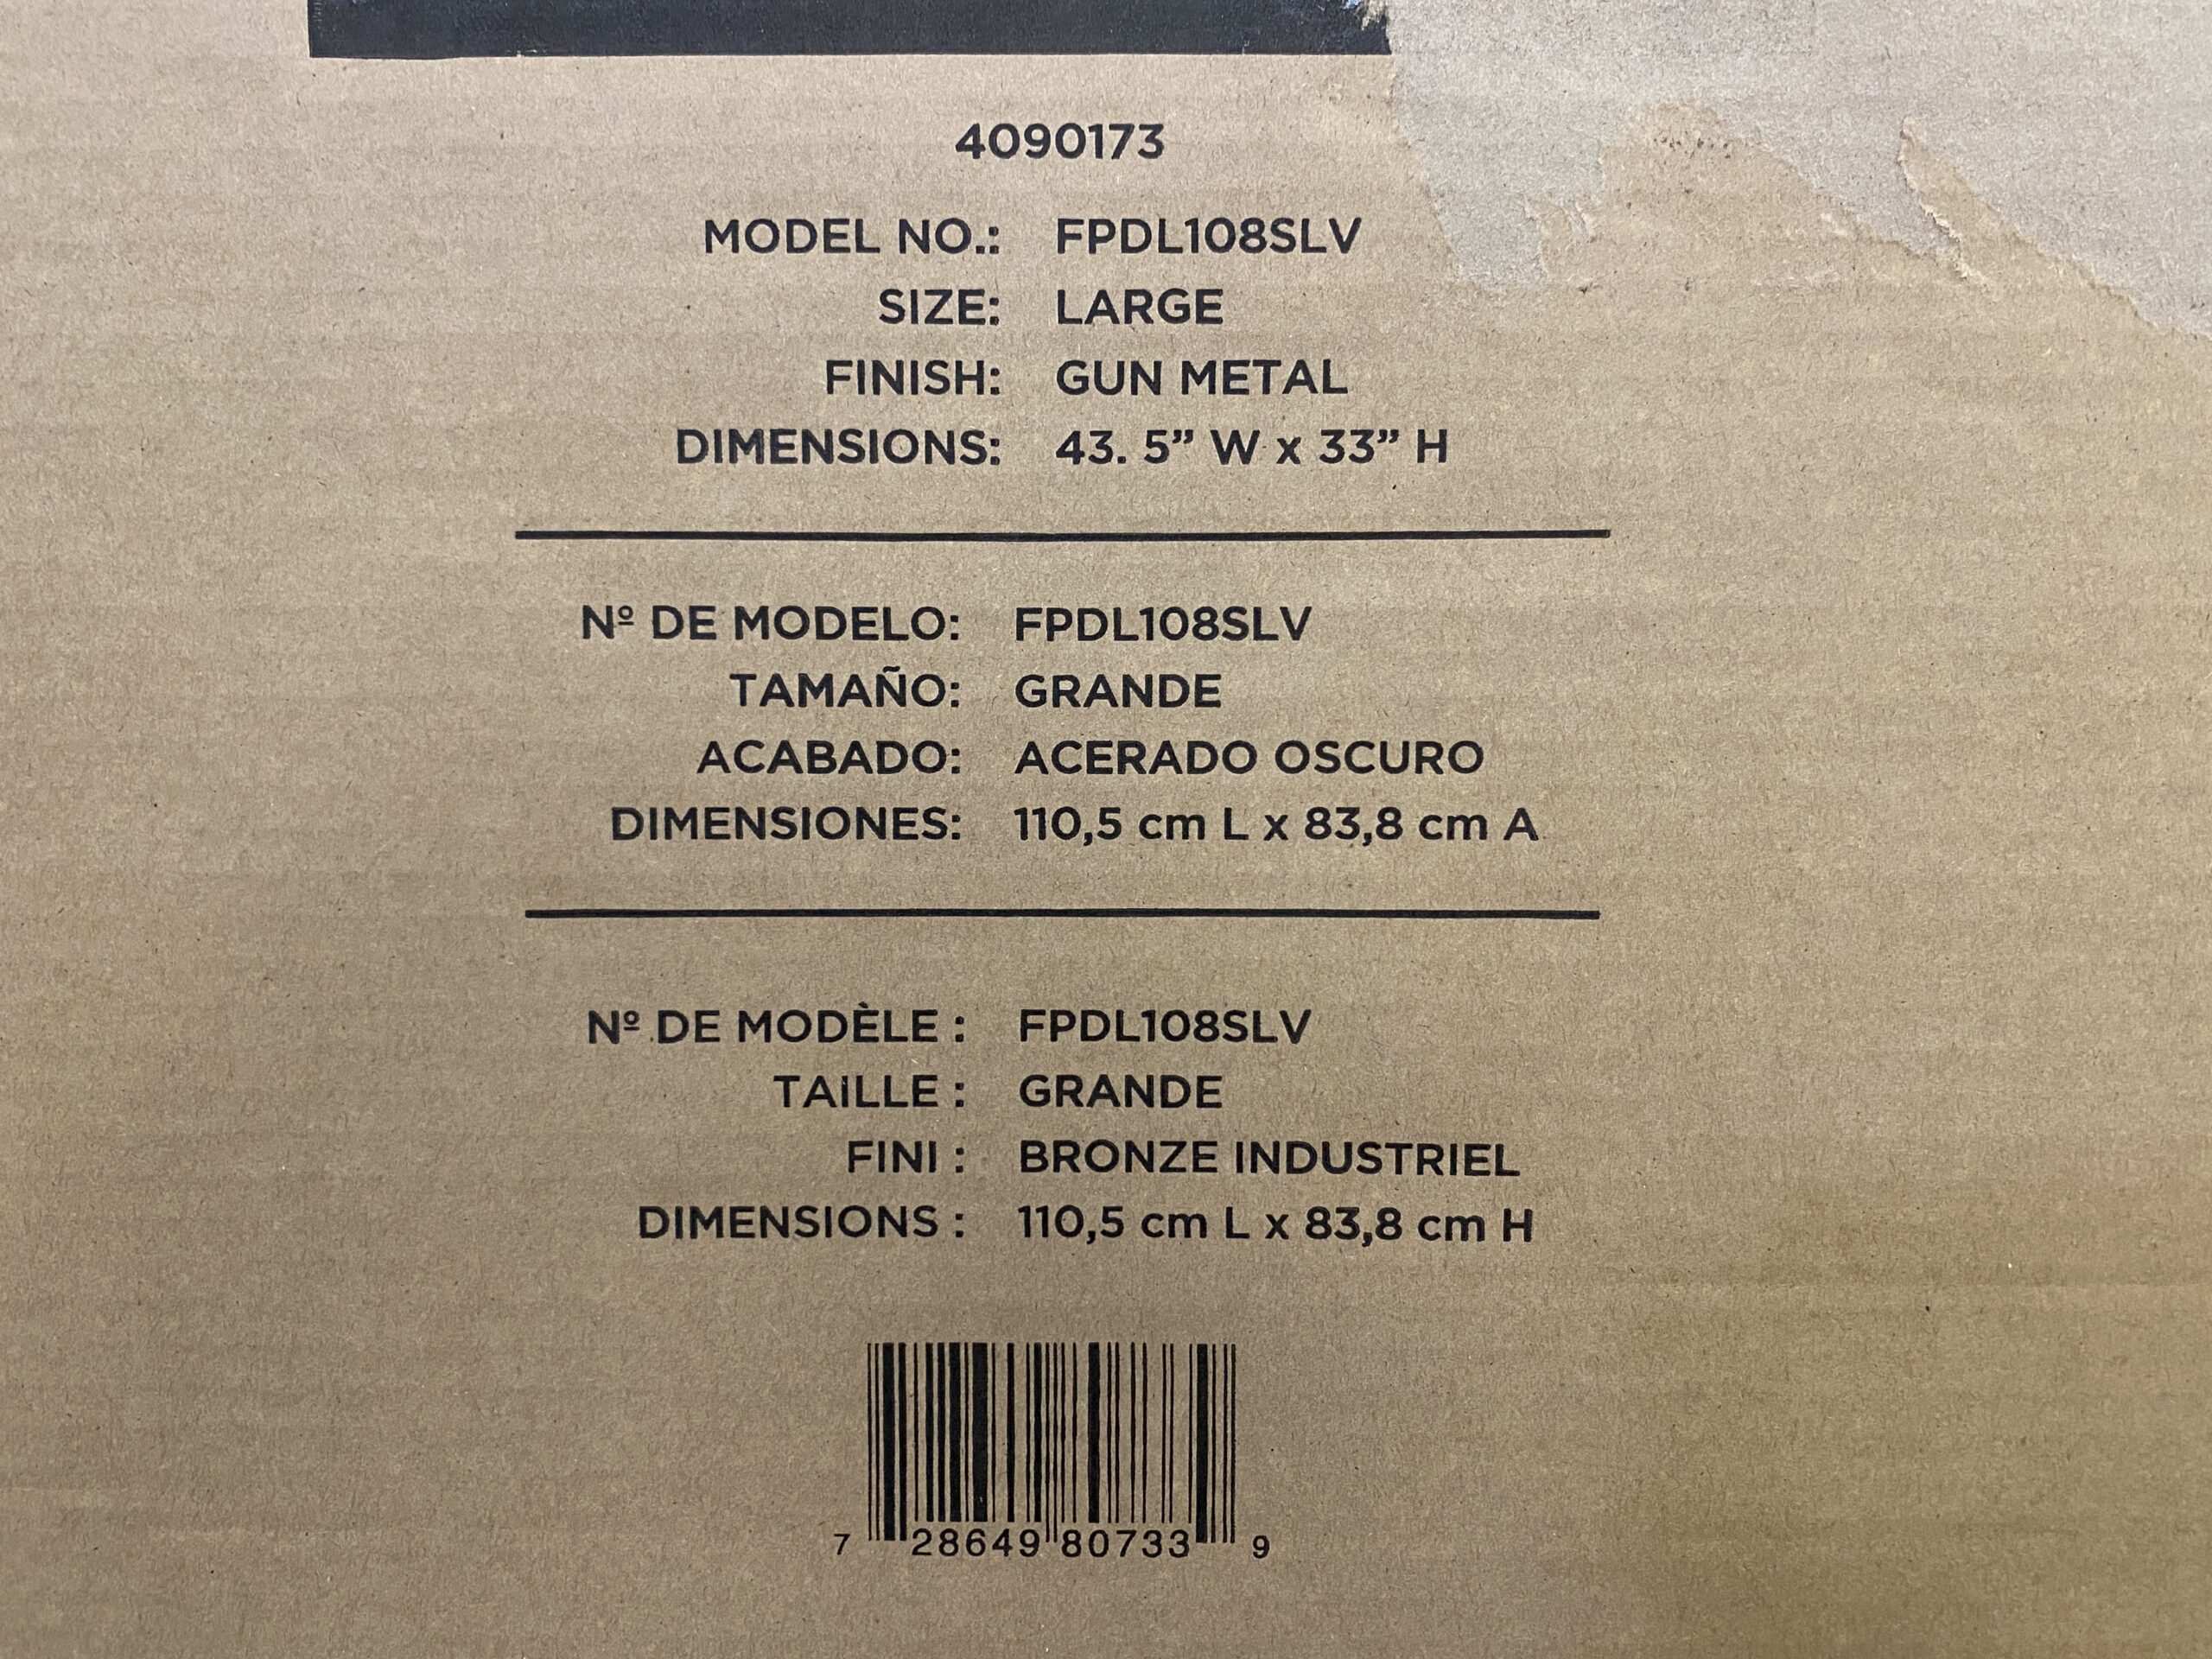 4090173
MODEL NO.: FPDL108SLV
SIZE: LARGE
FINISH: GUN METAL
DIMENSIONS: 43. 5” W x 33” H
Nº DE MODELO: FPDL108SLV
TAMAÑO: GRANDE
ACABADO: ACERADO OSCURO
DIMENSIONES: 110,5 cm L x 83,8 cm A
Nº DE MODÈLE : FPDL108SLV
TAILLE : GRANDE
FINI : BRONZE INDUSTRIEL
DIMENSIONS : 110,5 cm L x 83,8 cm H
7 28649 80733 9